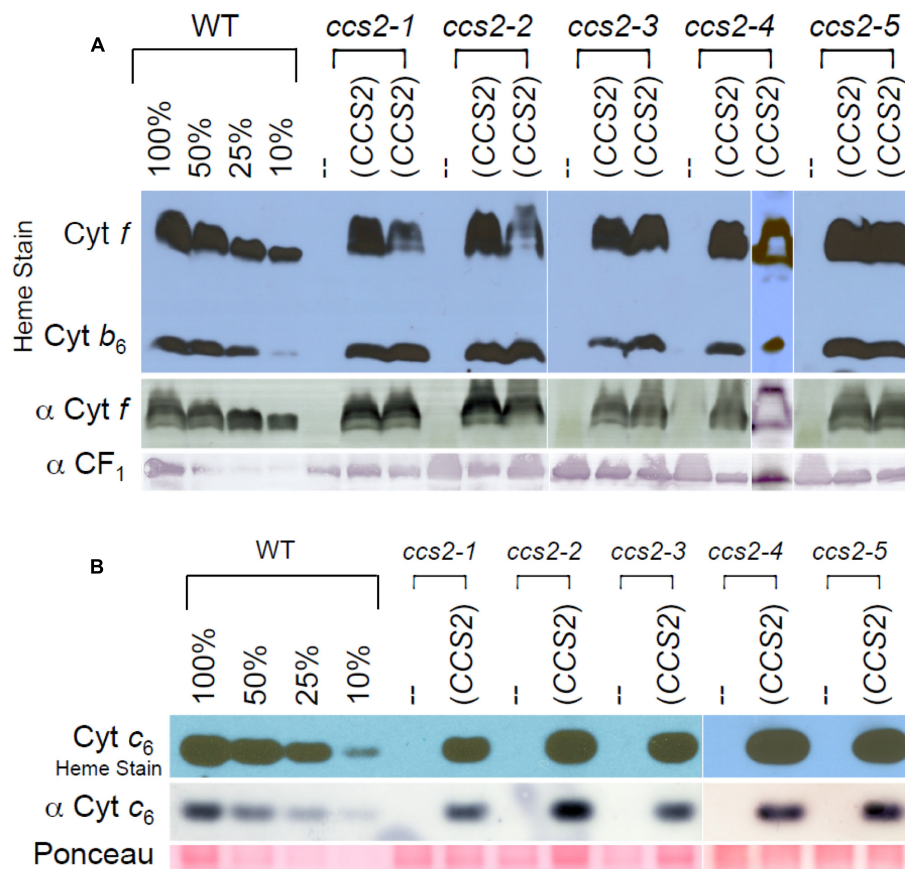 A
WT ccs2-1 ccs2-2 ccs2-3 ccs2-4 ccs2-5
100% 50% 25% 10% -- (CCS2) (CCS2) -- (CCS2) (CCS2) -- (CCS2) (CCS2) -- (CCS2) (CCS2) -- (CCS2) (CCS2)
Heme Stain
Cyt f
Cyt b6
α Cyt f
α CF1
B
WT ccs2-1 ccs2-2 ccs2-3 ccs2-4 ccs2-5
100% 50% 25% 10% -- (CCS2) -- (CCS2) -- (CCS2) -- (CCS2) -- (CCS2)
Cyt c6
Heme Stain
α Cyt c6
Ponceau